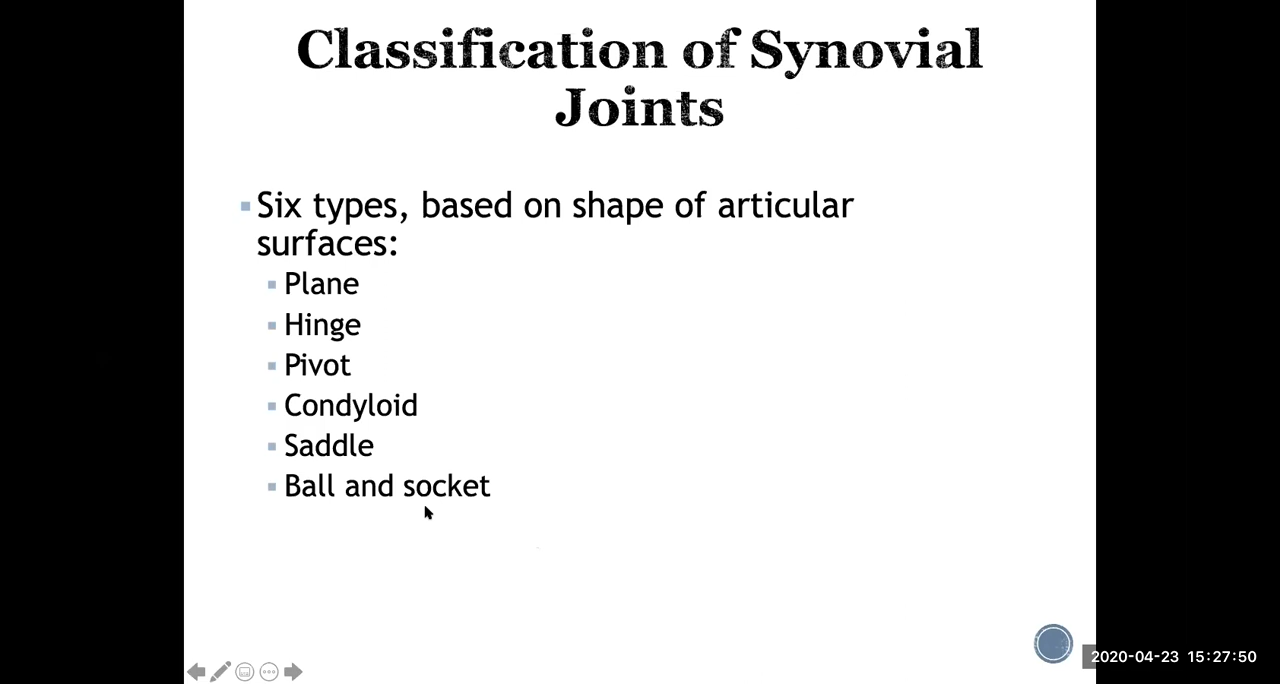 Classification of Synovial
Joints
Six types, based on shape of articular
surfaces:
Plane
Hinge
Pivot
Condyloid
Saddle
Ball and socket
2020-04-23 15:27:50